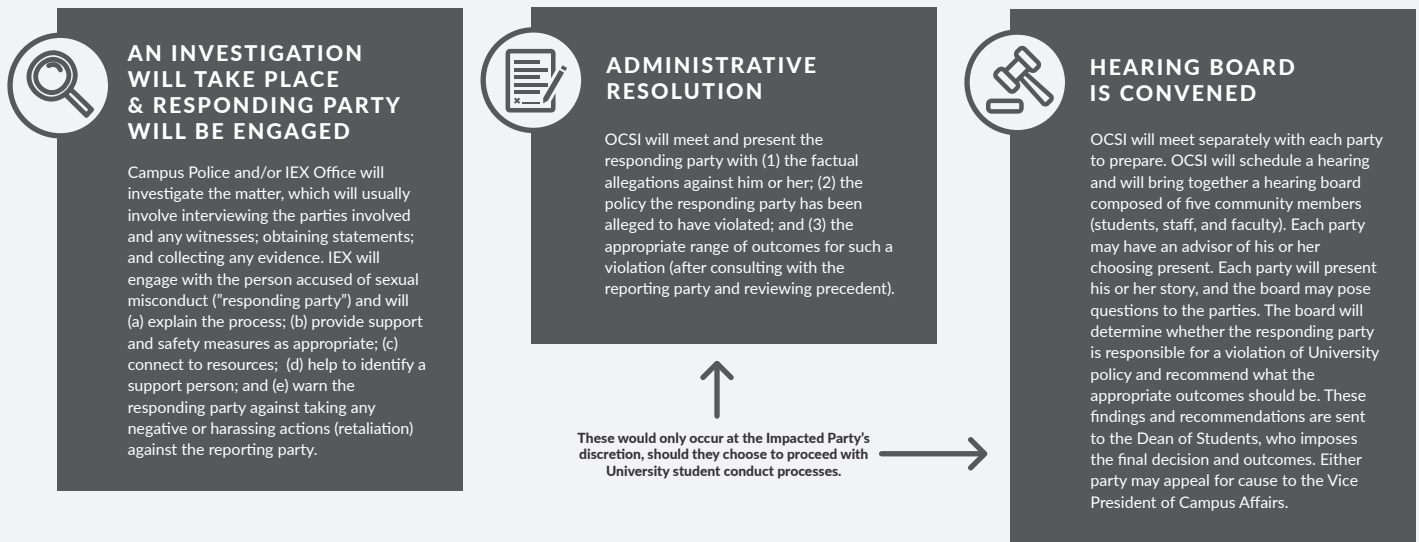 AN INVESTIGATION
WILL TAKE PLACE
& RESPONDING PARTY
WILL BE ENGAGED
Campus Police and/or IEX Office will
investigate the matter, which will usually
involve interviewing the parties involved
and any witnesses; obtaining statements;
and collecting any evidence. IEX will
engage with the person accused of sexual
misconduct ("responding party") and will
(a) explain the process; (b) provide support
and safety measures as appropriate; (c)
connect to resources;  (d) help to identify a
support person; and (e) warn the
responding party against taking any
negative or harassing actions (retaliation)
against the reporting party.
ADMINISTRATIVE
RESOLUTION
OCSI will meet and present the
responding party with (1) the factual
allegations against him or her; (2) the
policy the responding party has been
alleged to have violated; and (3) the
appropriate range of outcomes for such a
violation (after consulting with the
reporting party and reviewing precedent).
These would only occur at the Impacted Party's
discretion, should they choose to proceed with
University student conduct processes.
HEARING BOARD
IS CONVENED
OCSI will meet separately with each party
to prepare. OCSI will schedule a hearing
and will bring together a hearing board
composed of five community members
(students, staff, and faculty). Each party
may have an advisor of his or her
choosing present. Each party will present
his or her story, and the board may pose
questions to the parties. The board will
determine whether the responding party
is responsible for a violation of University
policy and recommend what the
appropriate outcomes should be. These
findings and recommendations are sent
to the Dean of Students, who imposes
the final decision and outcomes. Either
party may appeal for cause to the Vice
President of Campus Affairs.